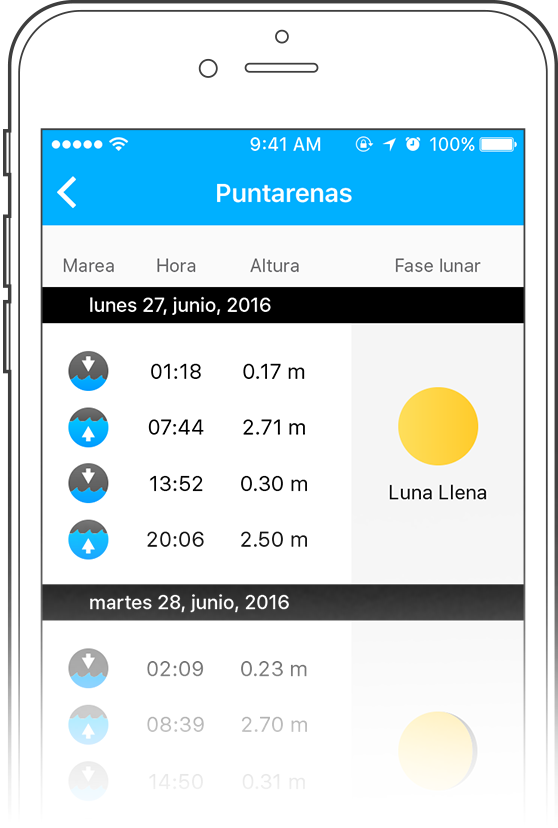 9:41 AM 100%
Puntarenas
Marea Hora Altura Fase lunar
lunes 27, junio, 2016
01:18 0.17 m
07:44 2.71 m
13:52 0.30 m
20:06 2.50 m
Luna Llena
martes 28, junio, 2016
02:09 0.23 m
08:39 2.70 m
14:50 0.31 m